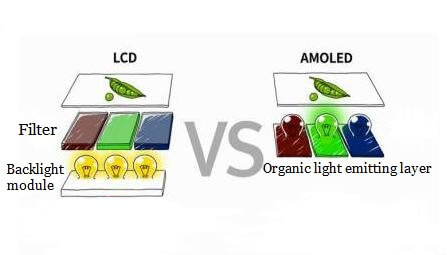 LCD
AMOLED
Filter
VS
Backlight
module
Organic light emitting layer